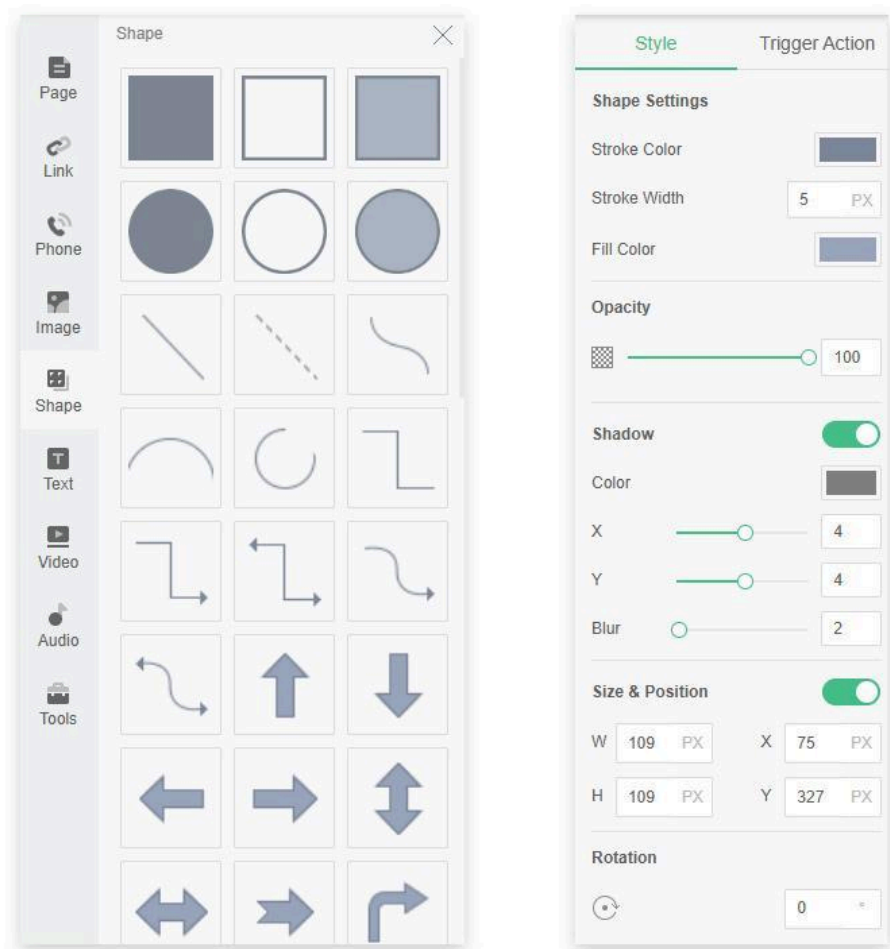 Shape
Page
Link
Phone
Image
Shape
Text
Video
Audio
Tools
Style Trigger Action
Shape Settings
Stroke Color
Stroke Width 5 PX
Fill Color
Opacity
100
Shadow
Color
X 4
Y 4
Blur 2
Size & Position
W 109 PX X 75 PX
H 109 PX Y 327 PX
Rotation
0 °